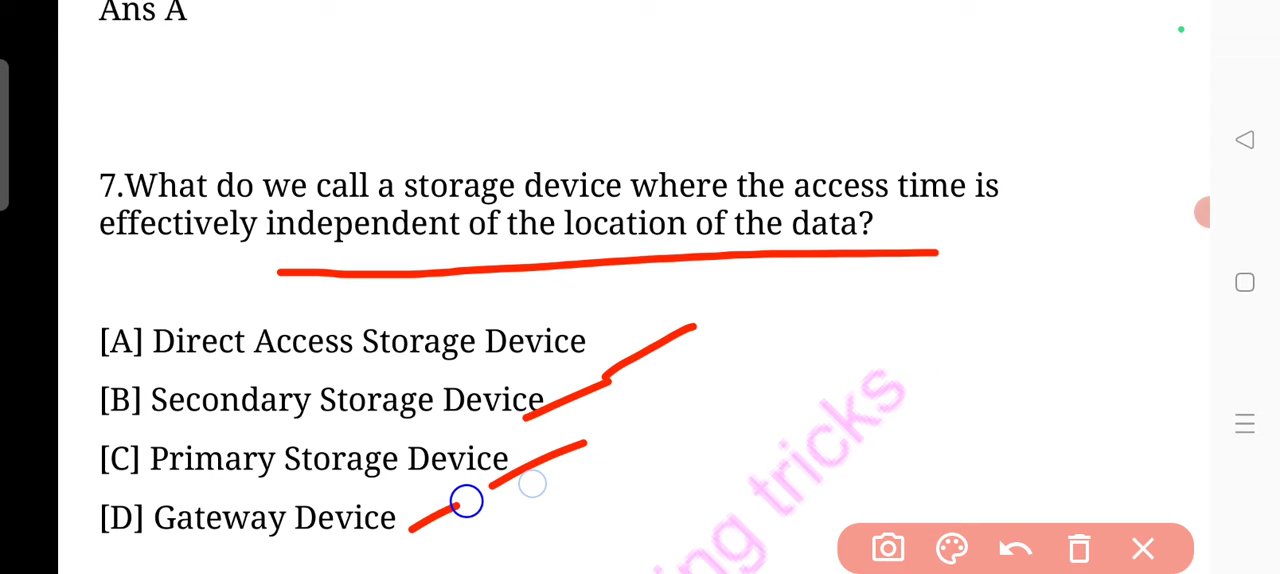 Ans A
7.What do we call a storage device where the access time is
effectively independent of the location of the data?
[A] Direct Access Storage Device
[B] Secondary Storage Device
[C] Primary Storage Device
[D] Gateway Device
tricks